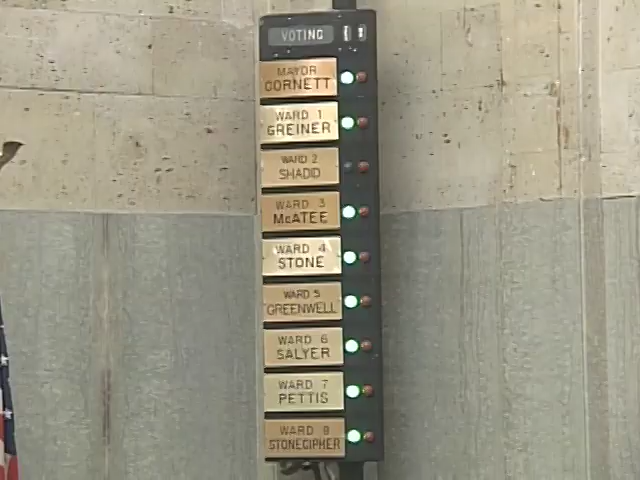 VOTING
MAYOR
CORNETT
WARD 1
GREINER
WARD 2
SHADID
WARD 3
McATEE
WARD 4
STONE
WARD 5
GREENWELL
WARD 6
SALYER
WARD 7
PETTIS
WARD 8
STONECIPHER